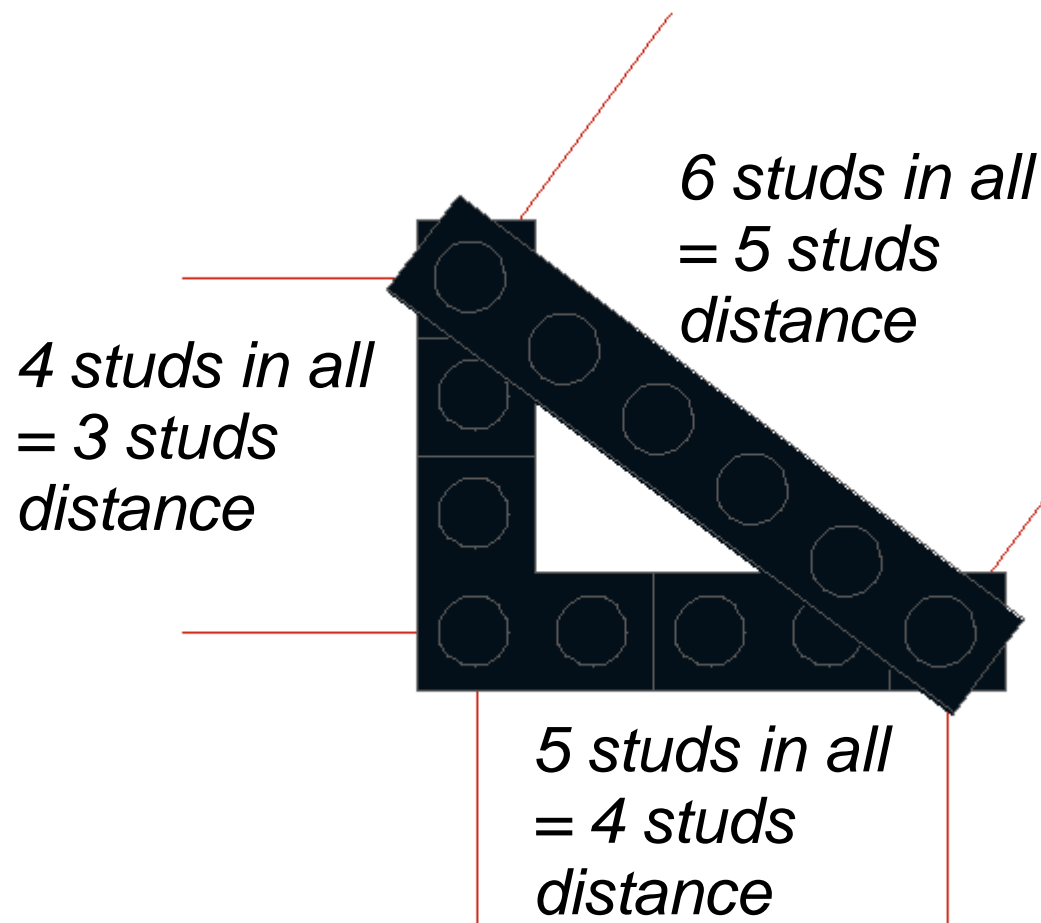 6 studs in all
= 5 studs
distance
4 studs in all
= 3 studs
distance
5 studs in all
= 4 studs
distance